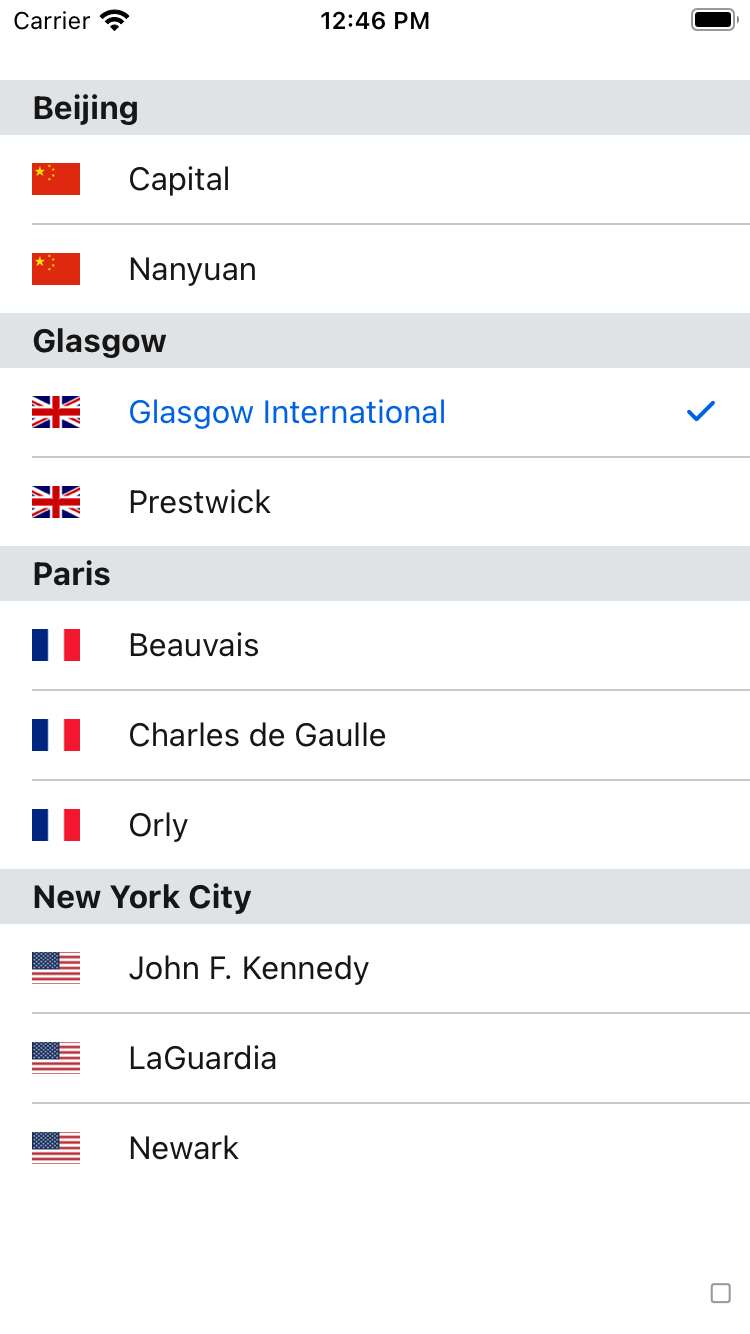 Carrier 12:46 PM
Beijing
Capital
Nanyuan
Glasgow
Glasgow International
Prestwick
Paris
Beauvais
Charles de Gaulle
Orly
New York City
John F. Kennedy
LaGuardia
Newark